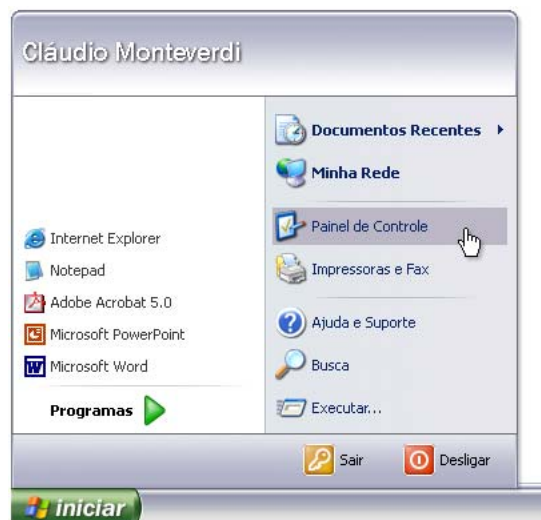 Cláudio Monteverdi
Internet Explorer
Notepad
Adobe Acrobat 5.0
Microsoft PowerPoint
Microsoft Word
Programas
Documentos Recentes
Minha Rede
Painel de Controle
Impressoras e Fax
Ajuda e Suporte
Busca
Executar...
Sair
Desligar
iniciar